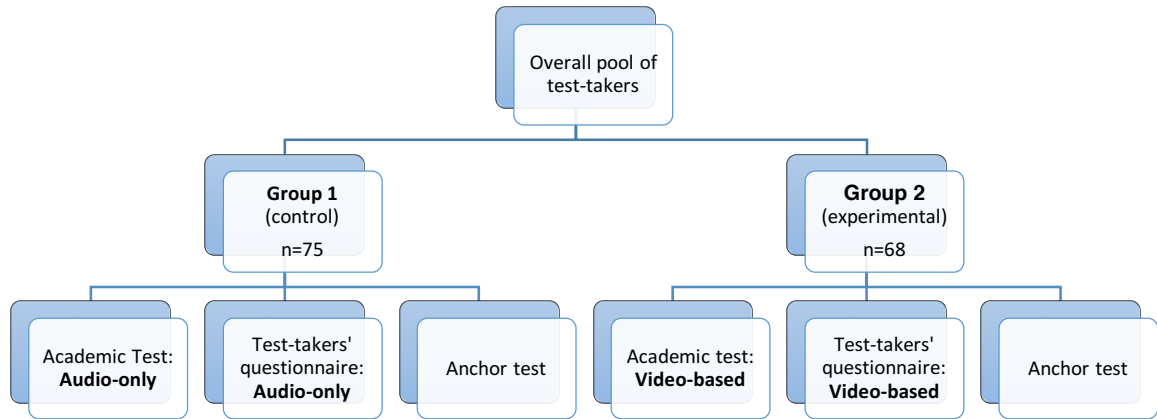 Overall pool of
test-takers
Group 1
(control)
n=75
Group 2
(experimental)
n=68
Academic Test:
Audio-only
Test-takers'
questionnaire:
Audio-only
Anchor test
Academic test:
Video-based
Test-takers'
questionnaire:
Video-based
Anchor test